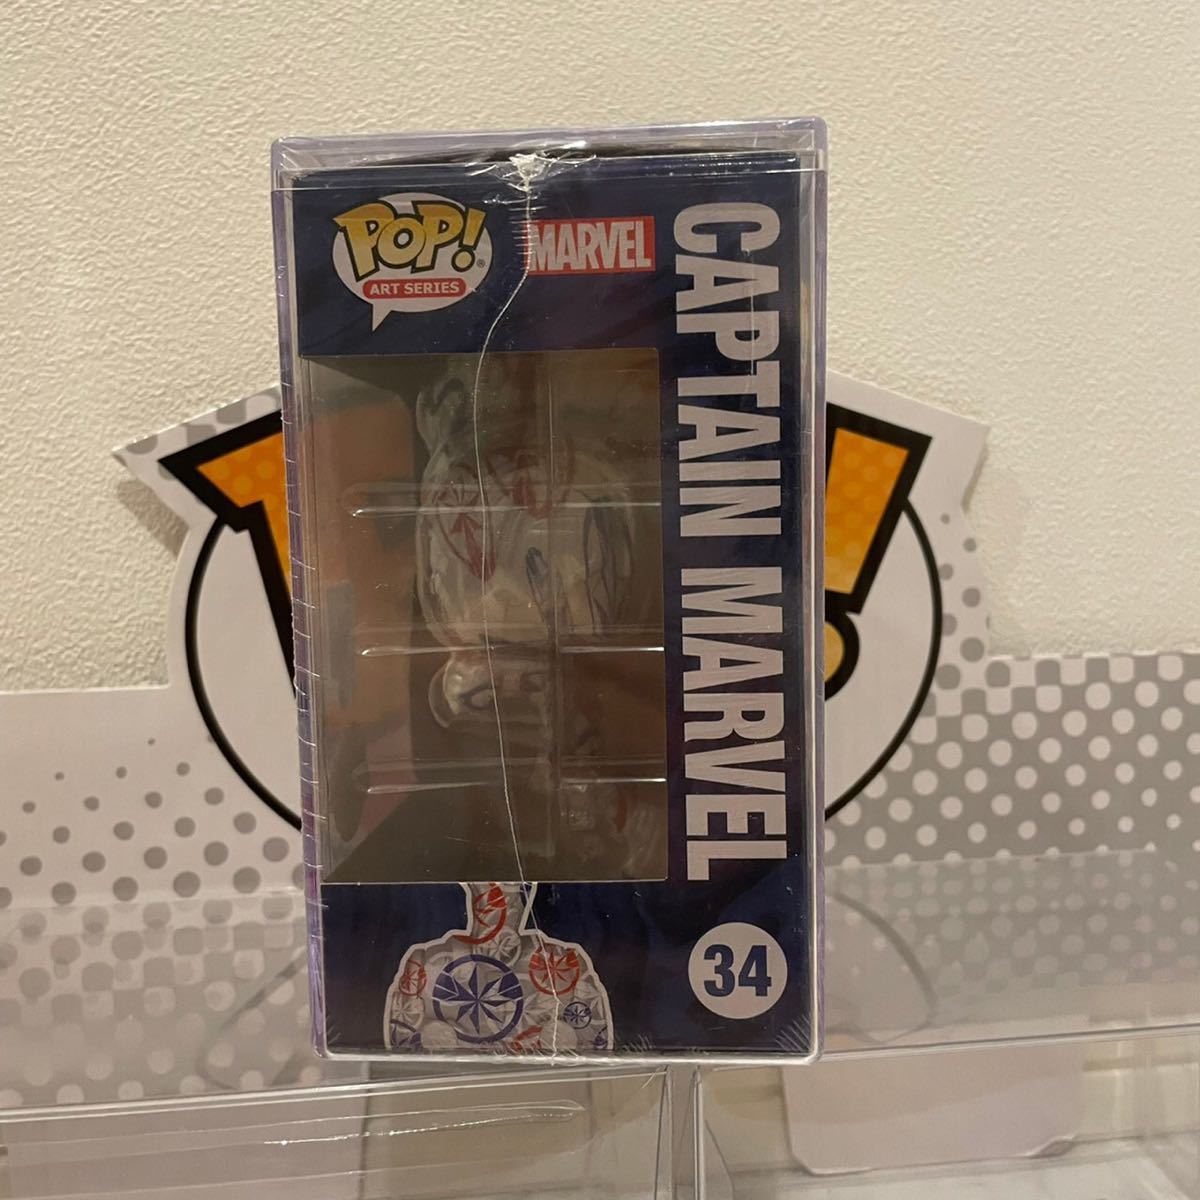 POP!
ART SERIES
MARVEL
CAPTAIN MARVEL
34